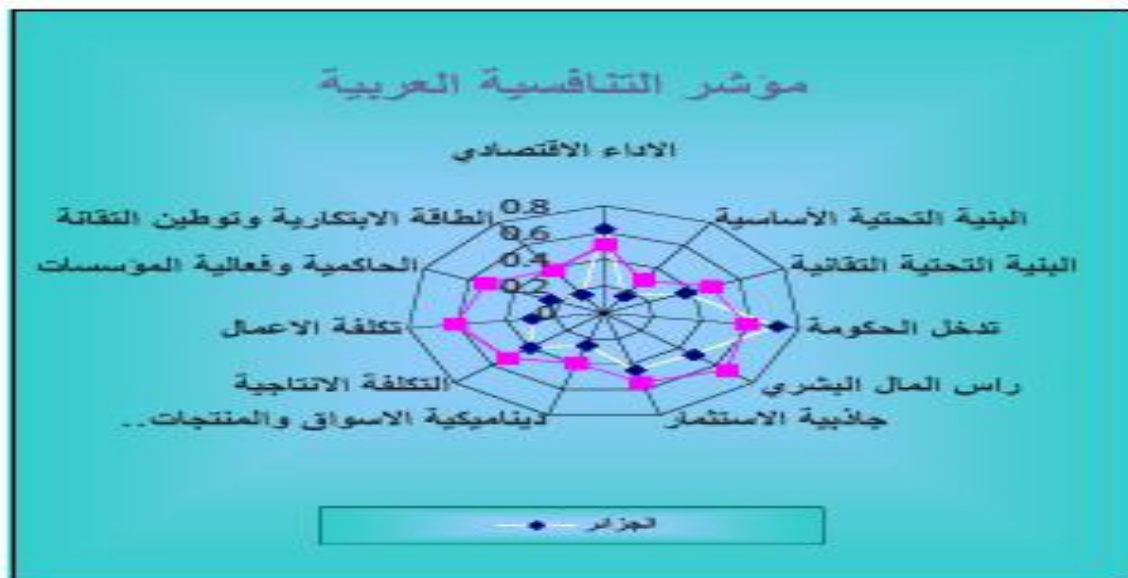 مؤشر التنافسية العربية
الاداء الاقتصادي
البنية التحتية الأساسية
البنية التحتية التقانية
تدخل الحكومة
راس المال البشري
جاذبية الاستثمار
ديناميكية الاسواق والمنتجات..
التكلفة الانتاجية
تكلفة الاعمال
الحاكمية وفعالية المؤسسات
الطاقة الابتكارية وتوطين التقانة
0.8
0.6
0.4
0.2
0
الجزائر